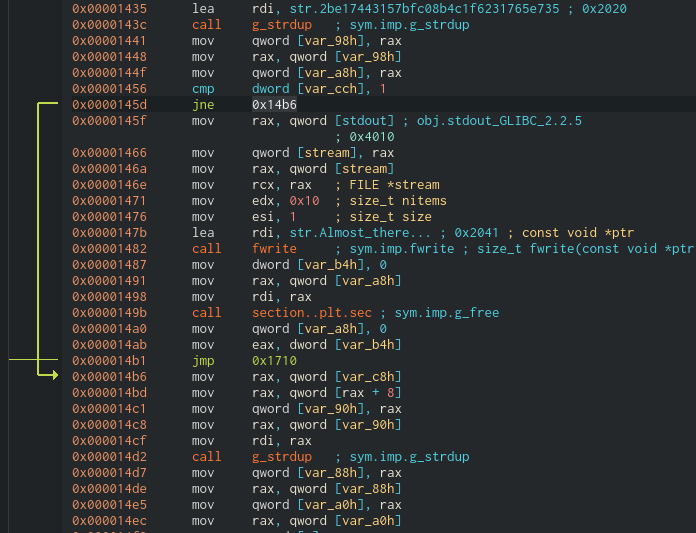 0x00001435 lea rdi, str.2be17443157bfc08b4c1f6231765e735 ; 0x2020
0x0000143c call g_strdup ; sym.imp.g_strdup
0x00001441 mov qword [var_98h], rax
0x00001448 mov rax, qword [var_98h]
0x0000144f mov qword [var_a8h], rax
0x00001456 cmp dword [var_cch], 1
0x0000145d jne 0x14b6
0x0000145f mov rax, qword [stdout] ; obj.stdout_GLIBC_2.2.5
; 0x4010
0x00001466 mov qword [stream], rax
0x0000146a mov rax, qword [stream]
0x0000146e mov rcx, rax ; FILE *stream
0x00001471 mov edx, 0x10 ; size_t nitems
0x00001476 mov esi, 1 ; size_t size
0x0000147b lea rdi, str.Almost_there... ; 0x2041 ; const void *ptr
0x00001482 call fwrite ; sym.imp.fwrite ; size_t fwrite(const void *ptr
0x00001487 mov dword [var_b4h], 0
0x00001491 mov rax, qword [var_a8h]
0x00001498 mov rdi, rax
0x0000149b call section..plt.sec ; sym.imp.g_free
0x000014a0 mov qword [var_a8h], 0
0x000014ab mov eax, dword [var_b4h]
0x000014b1 jmp 0x1710
0x000014b6 mov rax, qword [var_c8h]
0x000014bd mov rax, qword [rax + 8]
0x000014c1 mov qword [var_90h], rax
0x000014c8 mov rax, qword [var_90h]
0x000014cf mov rdi, rax
0x000014d2 call g_strdup ; sym.imp.g_strdup
0x000014d7 mov qword [var_88h], rax
0x000014de mov rax, qword [var_88h]
0x000014e5 mov qword [var_a0h], rax
0x000014ec mov rax, qword [var_a0h]